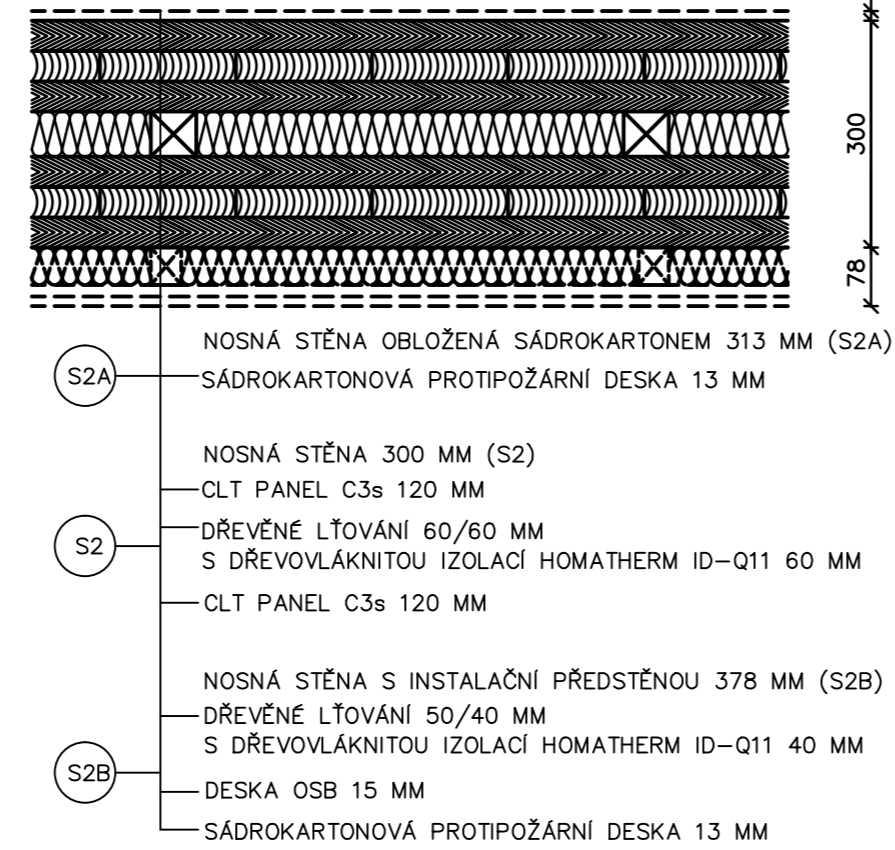 300
78
NOSNÁ STĚNA OBLOŽENÁ SÁDROKARTONEM 313 MM (S2A)
S2A
SÁDROKARTONOVÁ PROTIPOŽÁRNÍ DESKA 13 MM
NOSNÁ STĚNA 300 MM (S2)
CLT PANEL C3s 120 MM
S2
DŘEVĚNÉ LŤOVÁNÍ 60/60 MM
S DŘEVOVLÁKNITOU IZOLACÍ HOMATHERM ID-Q11 60 MM
CLT PANEL C3s 120 MM
NOSNÁ STĚNA S INSTALAČNÍ PŘEDSTĚNOU 378 MM (S2B)
DŘEVĚNÉ LŤOVÁNÍ 50/40 MM
S DŘEVOVLÁKNITOU IZOLACÍ HOMATHERM ID-Q11 40 MM
S2B
DESKA OSB 15 MM
SÁDROKARTONOVÁ PROTIPOŽÁRNÍ DESKA 13 MM